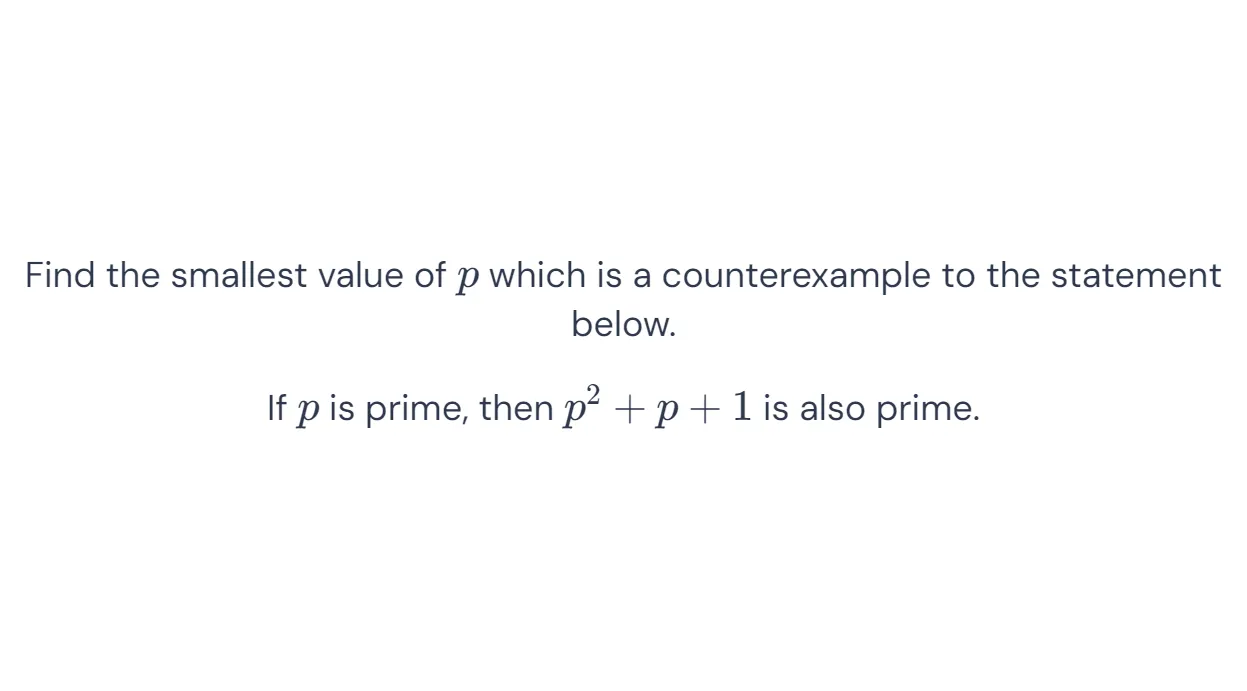 Find the smallest value of p which is a counterexample to the statement
below.
If p is prime, then p² + p + 1 is also prime.